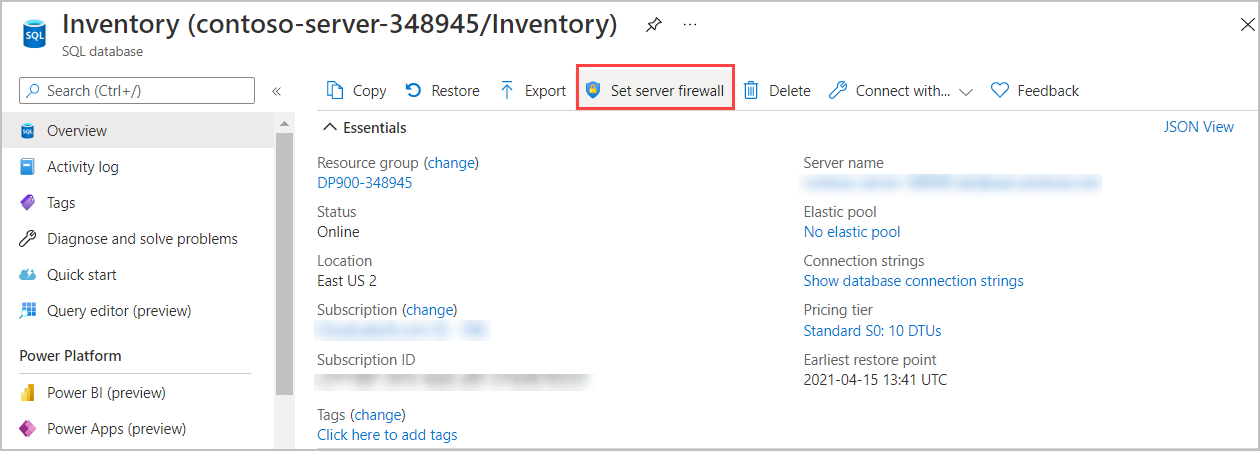 Inventory (contoso-server-348945/Inventory)
SQL
SQL database
Search (Ctrl+/)
Copy
Restore
Export
Set server firewall
Delete
Connect with...
Feedback
Overview
Activity log
Tags
Diagnose and solve problems
Quick start
Query editor (preview)
Power Platform
Power BI (preview)
Power Apps (preview)
Essentials
JSON View
Resource group (change)
DP900-348945
Status
Online
Location
East US 2
Subscription (change)
Subscription ID
Tags (change)
Click here to add tags
Server name
Elastic pool
No elastic pool
Connection strings
Show database connection strings
Pricing tier
Standard S0: 10 DTUs
Earliest restore point
2021-04-15 13:41 UTC